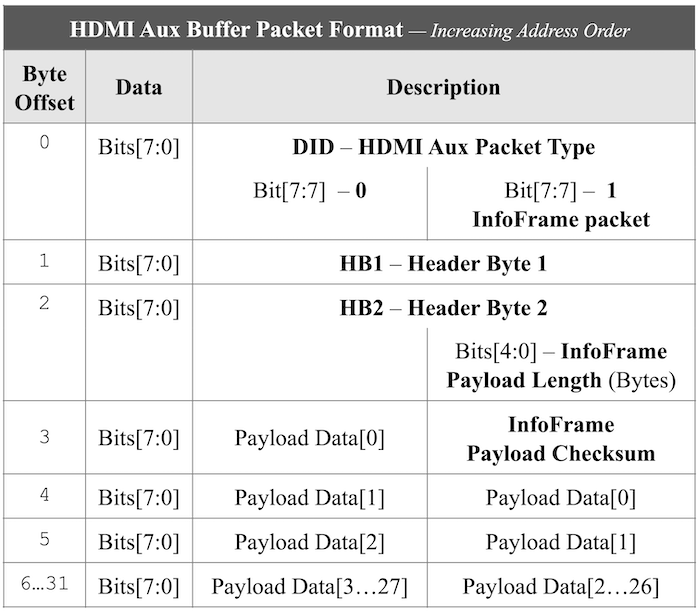 HDMI Aux Buffer Packet Format — Increasing Address Order
Byte Offset Data Description
0 Bits[7:0] DID – HDMI Aux Packet Type
Bit[7:7] – 0 Bit[7:7] – 1
InfoFrame packet
1 Bits[7:0] HB1 – Header Byte 1
2 Bits[7:0] HB2 – Header Byte 2
Bits[4:0] – InfoFrame
Payload Length (Bytes)
3 Bits[7:0] Payload Data[0] InfoFrame
Payload Checksum
4 Bits[7:0] Payload Data[1] Payload Data[0]
5 Bits[7:0] Payload Data[2] Payload Data[1]
6…31 Bits[7:0] Payload Data[3…27] Payload Data[2…26]